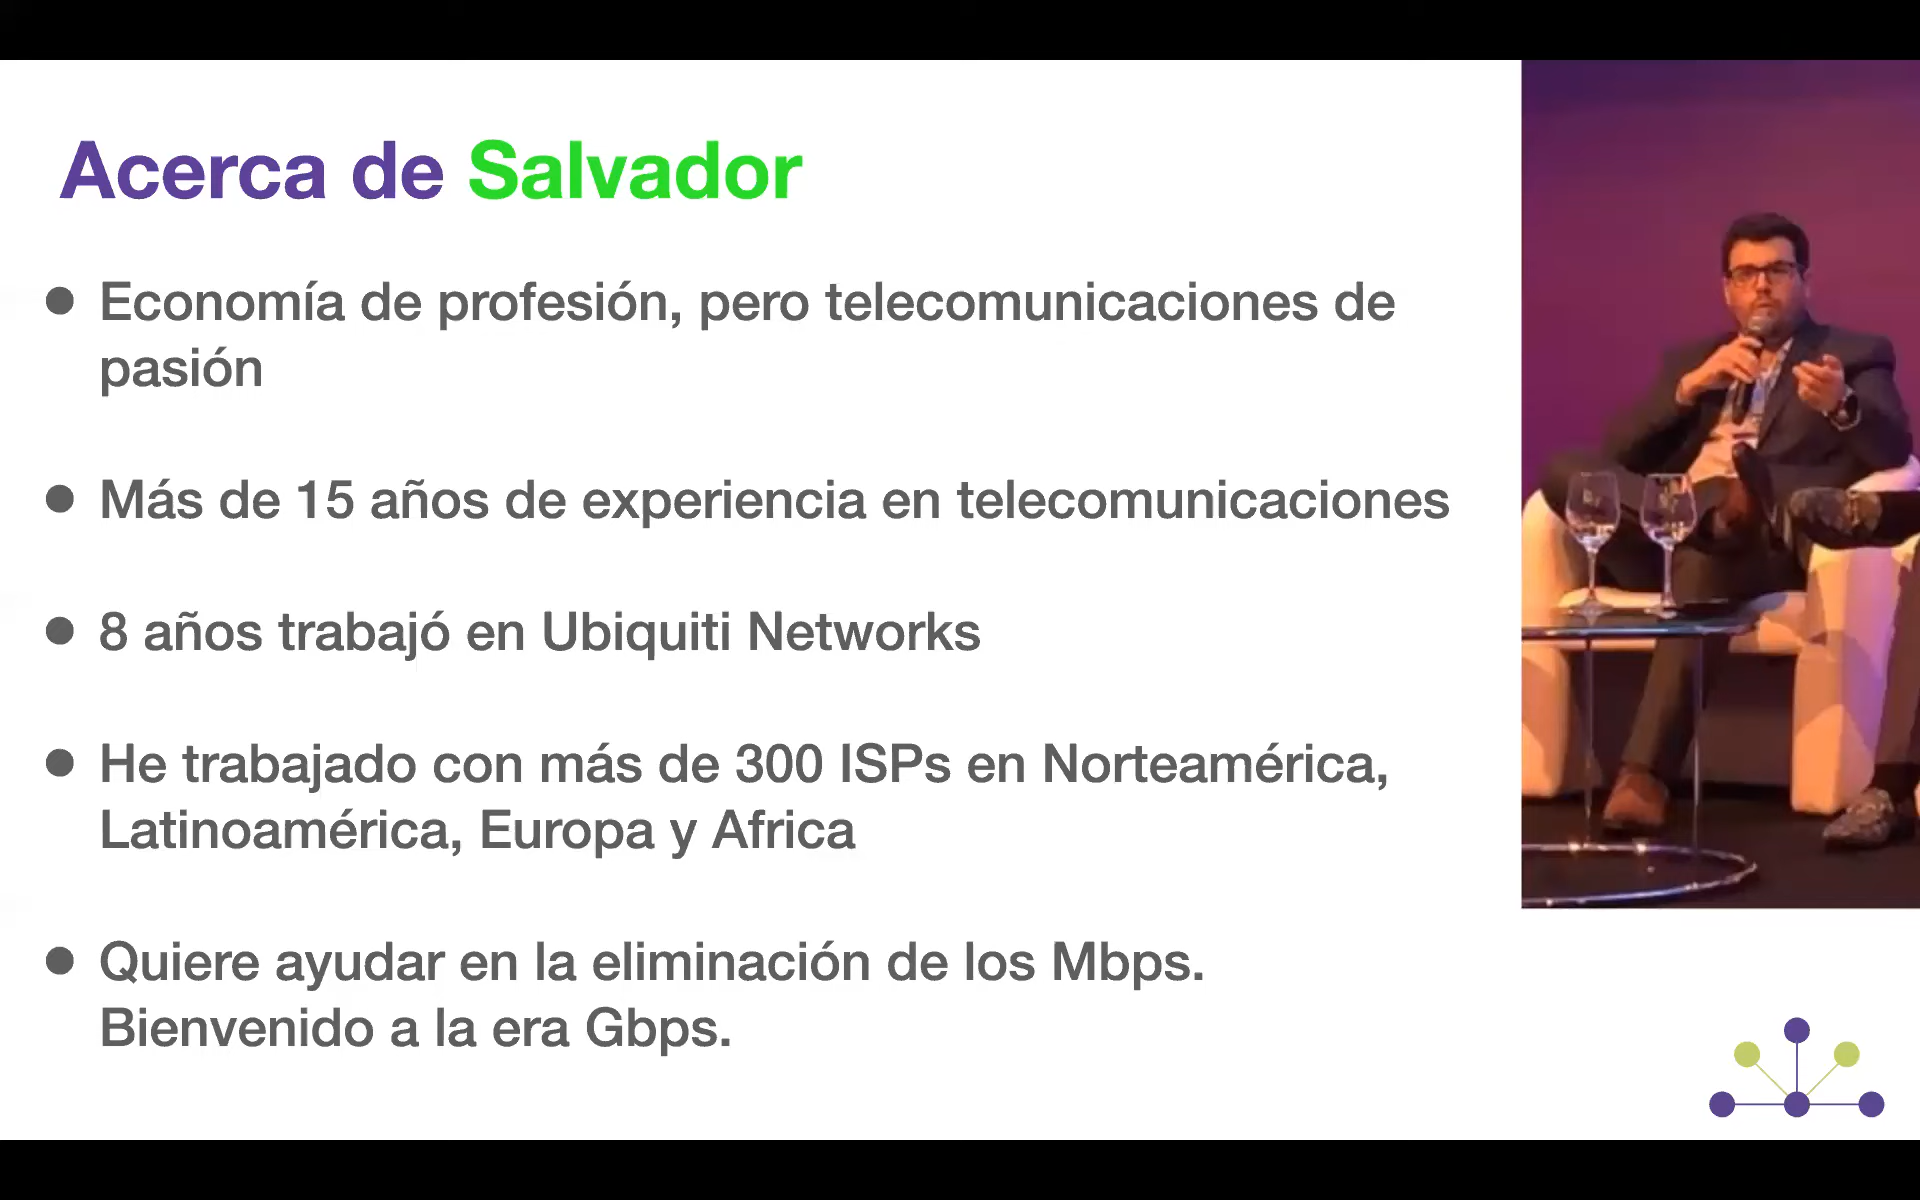 Acerca de Salvador
Economía de profesión, pero telecomunicaciones de
pasión
Más de 15 años de experiencia en telecomunicaciones
8 años trabajó en Ubiquiti Networks
He trabajado con más de 300 ISPs en Norteamérica,
Latinoamérica, Europa y Africa
Quiere ayudar en la eliminación de los Mbps.
Bienvenido a la era Gbps.